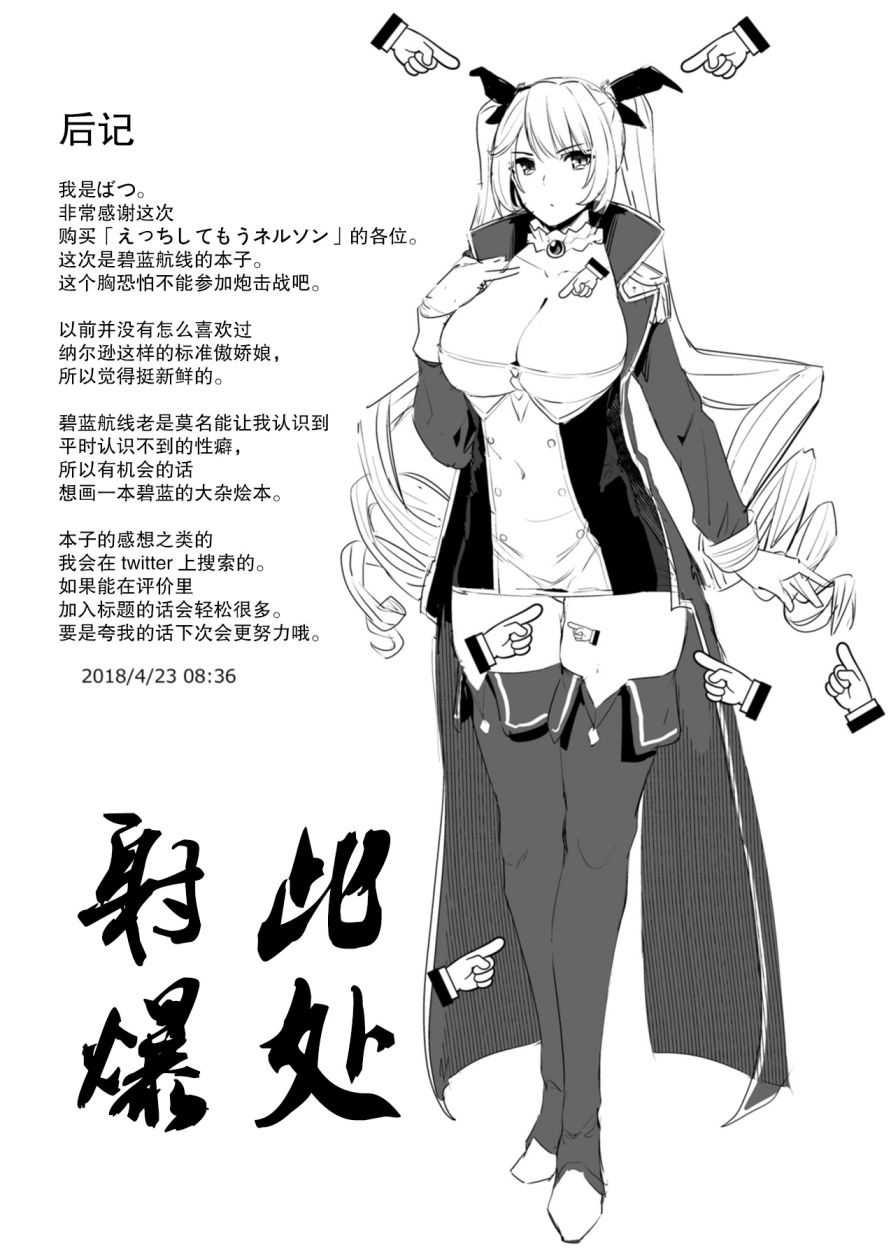 后记
我是ばつ。
非常感谢这次
购买「えっちしてもうネルソン」的各位。
这次是碧蓝航线的本子。
这个胸恐怕不能参加炮击战吧。
以前并没有怎么喜欢过
纳尔逊这样的标准傲娇娘，
所以觉得挺新鲜的。
碧蓝航线老是莫名能让我认识到
平时认识不到的性癖，
所以有机会的话
想画一本碧蓝的大杂烩本。
本子的感想之类的
我会在 twitter 上搜索的。
如果能在评价里
加入标题的话会轻松很多。
要是夸我的话下次会更努力哦。
2018/4/23 08:36
此处
射爆